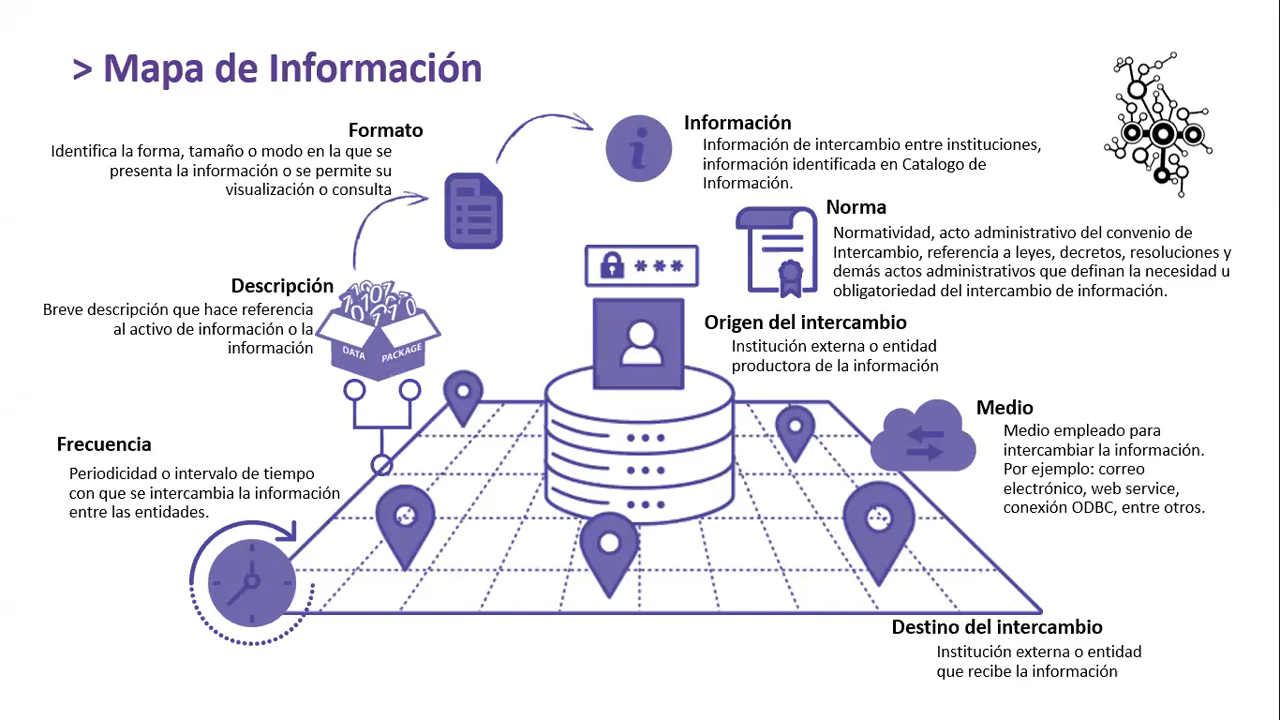 > Mapa de Información
Formato
Identifica la forma, tamaño o modo en la que se
presenta la información o se permite su
visualización o consulta
Información
Información de intercambio entre instituciones,
información identificada en Catalogo de
Información.
Norma
Normatividad, acto administrativo del convenio de
Intercambio, referencia a leyes, decretos, resoluciones y
demás actos administrativos que definan la necesidad u
obligatoriedad del intercambio de información.
Descripción
Breve descripción que hace referencia
al activo de información o la
información
DATA PACKAGE
***
Origen del intercambio
Institución externa o entidad
productora de la información
Medio
Medio empleado para
intercambiar la información.
Por ejemplo: correo
electrónico, web service,
conexión ODBC, entre otros.
Frecuencia
Periodicidad o intervalo de tiempo
con que se intercambia la información
entre las entidades.
Destino del intercambio
Institución externa o entidad
que recibe la información